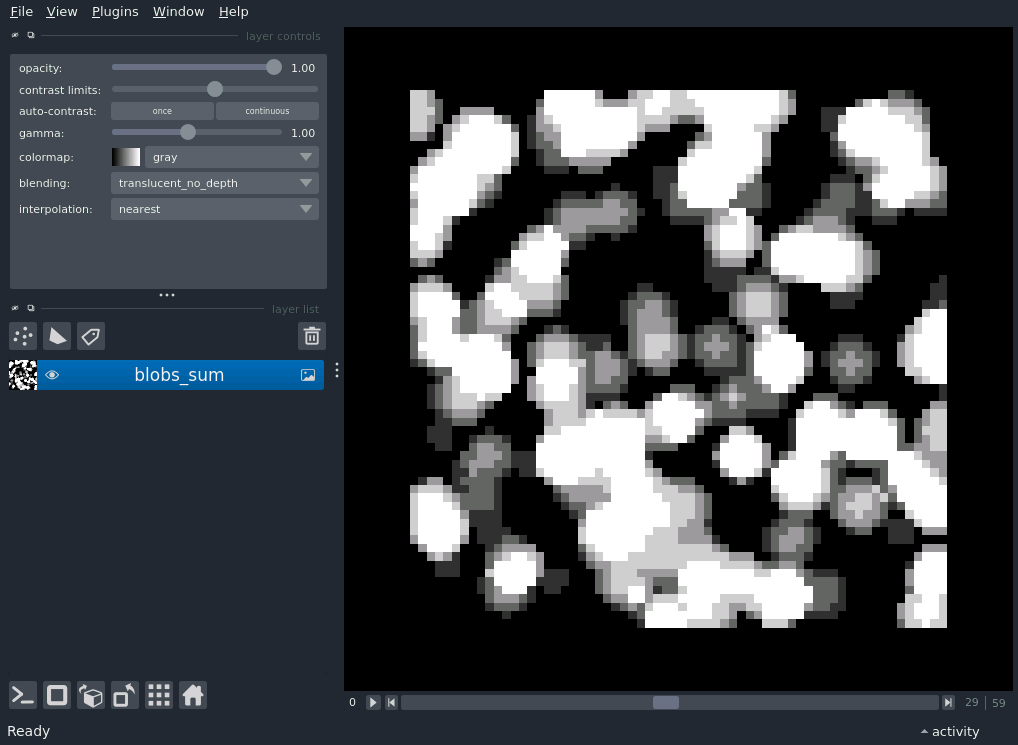 File View Plugins Window Help
layer controls
opacity: 1.00
contrast limits:
auto-contrast: once continuous
gamma: 1.00
colormap: gray
blending: translucent_no_depth
interpolation: nearest
layer list
blobs_sum
0 29 59
Ready activity